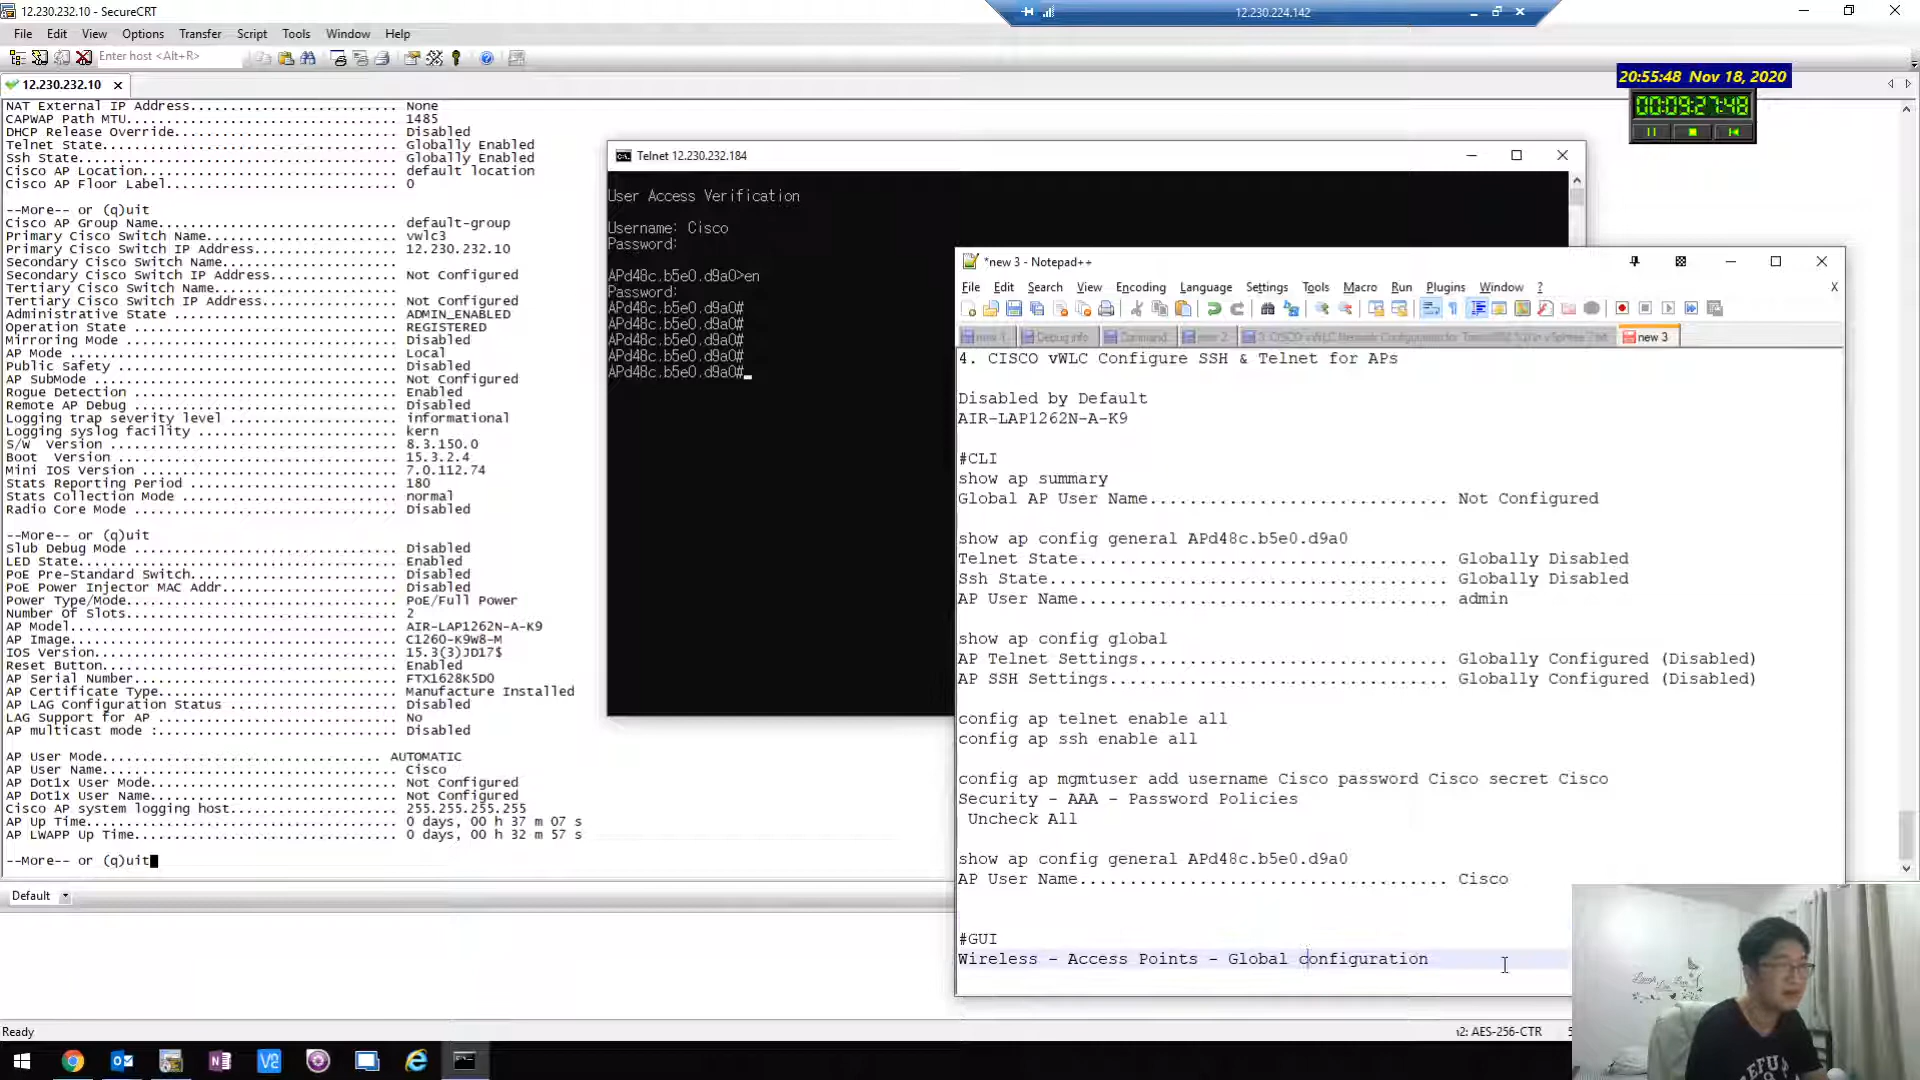 12.230.232.10 - SecureCRT
12.230.224.142
File Edit View Options Transfer Script Tools Window Help
Enter host <Alt+R>
12.230.232.10
20:55:48 Nov 18, 2020
00:09:27:48
NAT External IP Address.......................... None
CAPWAP Path MTU.................................. 1485
DHCP Release Override............................ Disabled
Telnet State..................................... Globally Enabled
Ssh State........................................ Globally Enabled
Cisco AP Location................................ default location
Cisco AP Floor Label............................. 0
--More-- or (q)uit
Cisco AP Group Name.............................. default-group
Primary Cisco Switch Name........................ vwlc3
Primary Cisco Switch IP Address.................. 12.230.232.10
Secondary Cisco Switch Name......................
Secondary Cisco Switch IP Address................ Not Configured
Tertiary Cisco Switch Name.......................
Tertiary Cisco Switch IP Address................. Not Configured
Administrative State ............................ ADMIN_ENABLED
Operation State ................................. REGISTERED
Mirroring Mode .................................. Disabled
AP Mode ......................................... Local
Public Safety ................................... Disabled
AP SubMode ...................................... Not Configured
Rogue Detection ................................. Enabled
Remote AP Debug ................................. Disabled
Logging trap severity level ..................... informational
Logging syslog facility ......................... kern
S/W  Version .................................... 8.3.150.0
Boot  Version ................................... 15.3.2.4
Mini IOS Version ................................ 7.0.112.74
Stats Reporting Period .......................... 180
Stats Collection Mode ........................... normal
Radio Core Mode ................................. Disabled
--More-- or (q)uit
Slub Debug Mode ................................. Disabled
LED State........................................ Enabled
PoE Pre-Standard Switch.......................... Disabled
PoE Power Injector MAC Addr...................... Disabled
Power Type/Mode.................................. PoE/Full Power
Number Of Slots.................................. 2
AP Model......................................... AIR-LAP1262N-A-K9
AP Image......................................... C1260-K9W8-M
IOS Version...................................... 15.3(3)JD17$
Reset Button..................................... Enabled
AP Serial Number................................. FTX1628K5D0
AP Certificate Type.............................. Manufacture Installed
AP LAG Configuration Status ..................... Disabled
LAG Support for AP .............................. No
AP multicast mode :.............................. Disabled
AP User Mode................................... AUTOMATIC
AP User Name..................................... Cisco
AP Dot1x User Mode............................... Not Configured
AP Dot1x User Name............................... Not Configured
Cisco AP system logging host..................... 255.255.255.255
AP Up Time....................................... 0 days, 00 h 37 m 07 s
AP LWAPP Up Time................................. 0 days, 00 h 32 m 57 s
--More-- or (q)uit
Default
Ready
12: AES-256-CTR
Telnet 12.230.232.184
User Access Verification
Username: Cisco
Password:
APd48c.b5e0.d9a0>en
Password:
APd48c.b5e0.d9a0#
APd48c.b5e0.d9a0#
APd48c.b5e0.d9a0#
APd48c.b5e0.d9a0#
APd48c.b5e0.d9a0#
*new 3 - Notepad++
File Edit Search View Encoding Language Settings Tools Macro Run Plugins Window ? X
Debug info Command new 2 new 3
4. CISCO vWLC Configure SSH & Telnet for APs
Disabled by Default
AIR-LAP1262N-A-K9
#CLI
show ap summary
Global AP User Name.............................. Not Configured
show ap config general APd48c.b5e0.d9a0
Telnet State..................................... Globally Disabled
Ssh State........................................ Globally Disabled
AP User Name..................................... admin
show ap config global
AP Telnet Settings............................... Globally Configured (Disabled)
AP SSH Settings.................................. Globally Configured (Disabled)
config ap telnet enable all
config ap ssh enable all
config ap mgmtuser add username Cisco password Cisco secret Cisco
Security - AAA - Password Policies
Uncheck All
show ap config general APd48c.b5e0.d9a0
AP User Name..................................... Cisco
#GUI
Wireless - Access Points - Global configuration